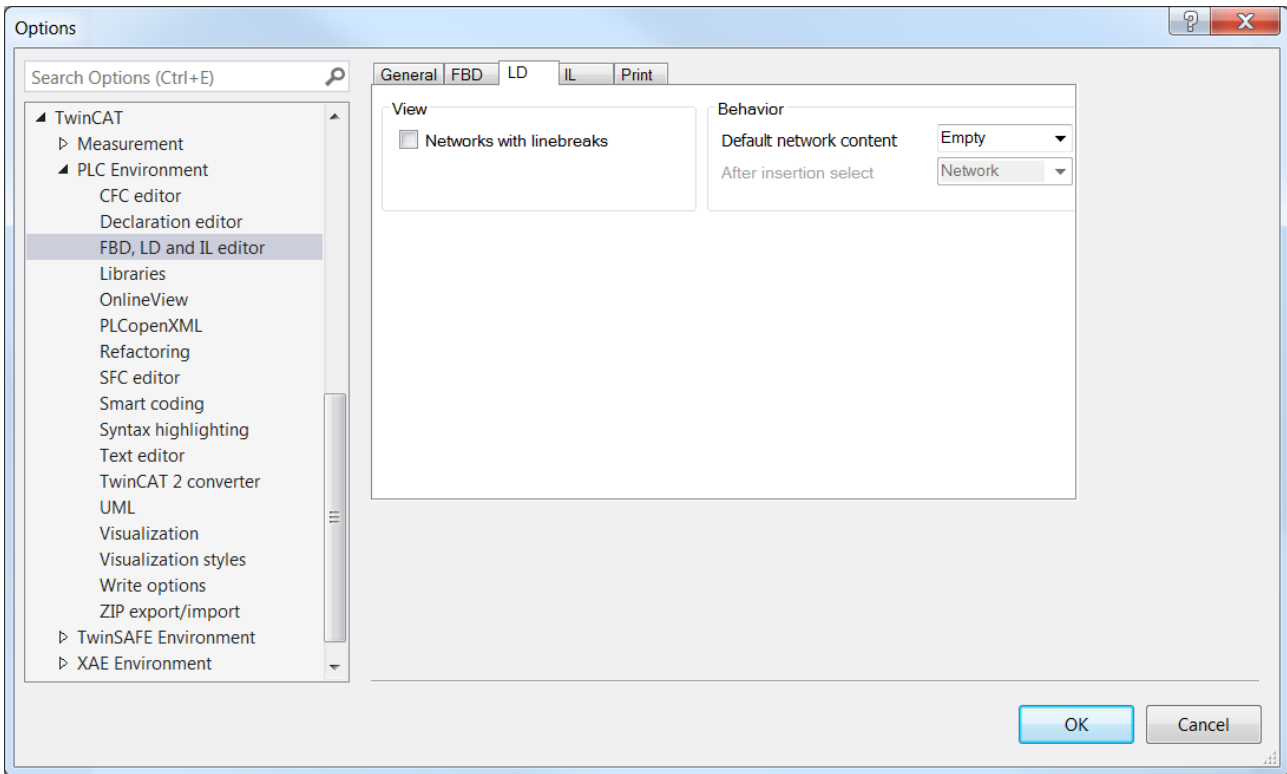 Options
Search Options (Ctrl+E)
TwinCAT
Measurement
PLC Environment
CFC editor
Declaration editor
FBD, LD and IL editor
Libraries
OnlineView
PLCopenXML
Refactoring
SFC editor
Smart coding
Syntax highlighting
Text editor
TwinCAT 2 converter
UML
Visualization
Visualization styles
Write options
ZIP export/import
TwinSAFE Environment
XAE Environment
General FBD LD IL Print
View
Networks with linebreaks
Behavior
Default network content Empty
After insertion select Network
OK Cancel